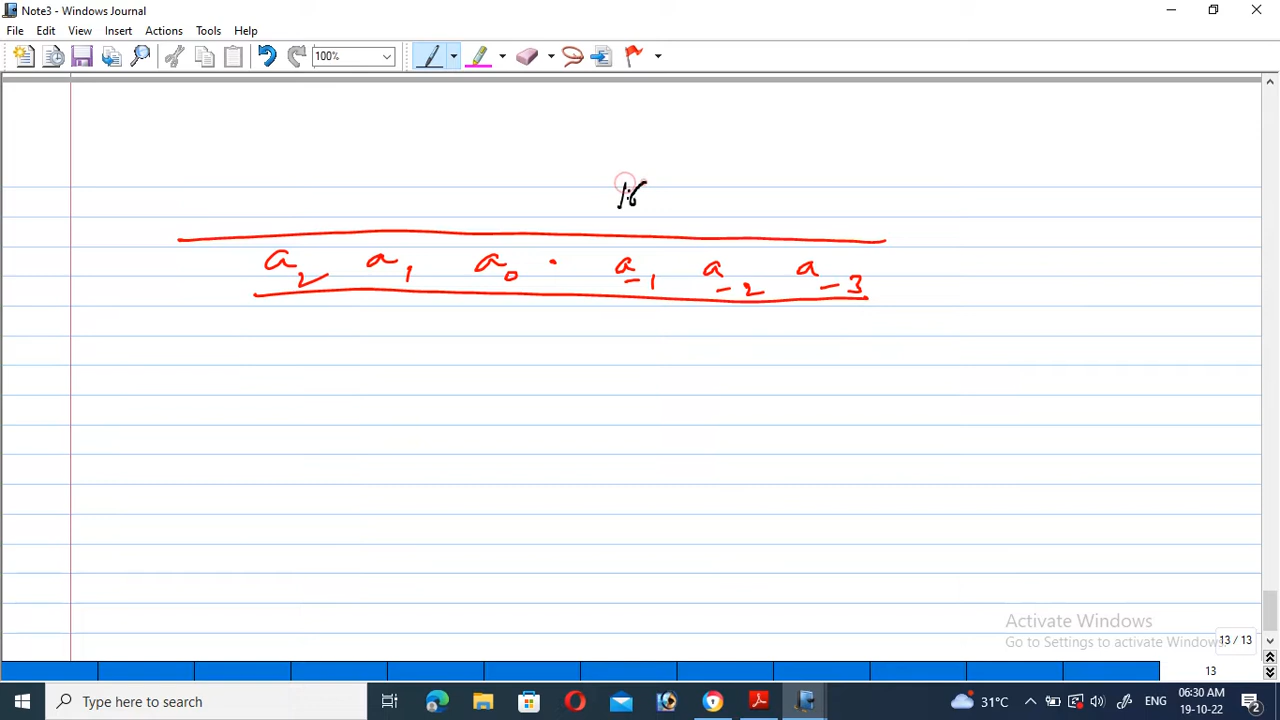 Note3 - Windows Journal
File Edit View Insert Actions Tools Help
100%
a2 a1 a0 . a-1 a-2 a-3
Activate Windows
Go to Settings to activate Windows.
13 / 13
13
Type here to search
31°C
ENG
06:30 AM
19-10-22
2